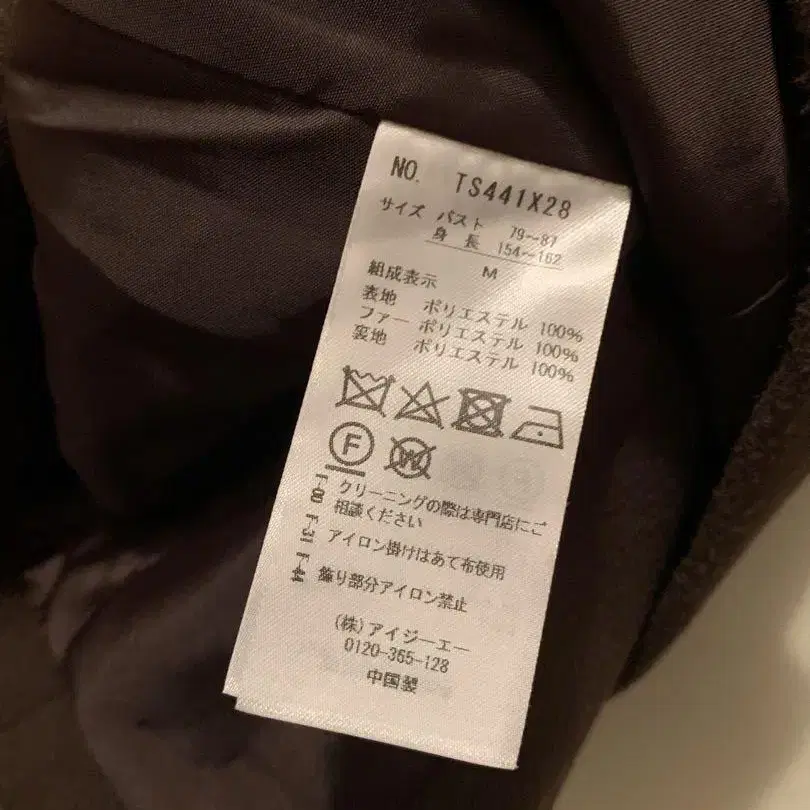 NO. TS441X28
サイズ バスト 79~87
身長 154~162
M
組成表示
表地 ポリエステル 100%
ファー ポリエステル 100%
裏地 ポリエステル 100%
F
W
クリーニングの際は専門店にご
相談ください
アイロン掛けはあて布使用
飾り部分アイロン禁止
(株)アイジーエー
0120-365-128
中国製